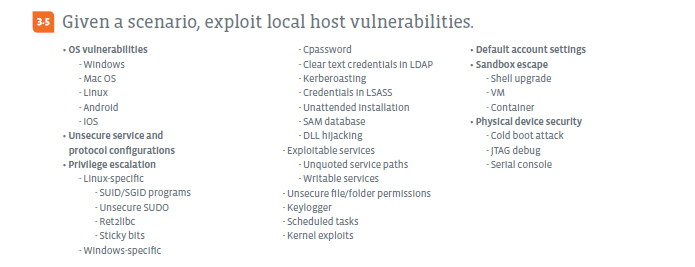 3-5 Given a scenario, exploit local host vulnerabilities.
• OS vulnerabilities
- Windows
- Mac OS
- Linux
- Android
- iOS
• Unsecure service and
protocol configurations
• Privilege escalation
- Linux-specific
- SUID/SGID programs
- Unsecure SUDO
- Ret2libc
- Sticky bits
- Windows-specific
- Cpassword
- Clear text credentials in LDAP
- Kerberoasting
- Credentials in LSASS
- Unattended installation
- SAM database
- DLL hijacking
- Exploitable services
- Unquoted service paths
- Writable services
- Unsecure file/folder permissions
- Keylogger
- Scheduled tasks
- Kernel exploits
• Default account settings
• Sandbox escape
- Shell upgrade
- VM
- Container
• Physical device security
- Cold boot attack
- JTAG debug
- Serial console